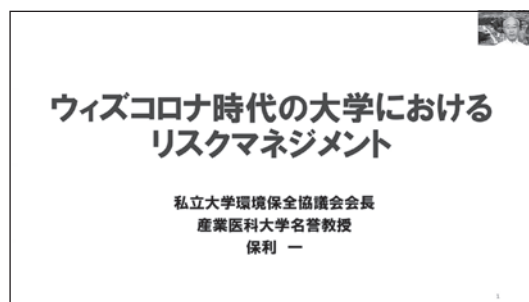 ウィズコロナ時代の大学における
リスクマネジメント
私立大学環境保全協議会会長
産業医科大学名誉教授
保利　一
1